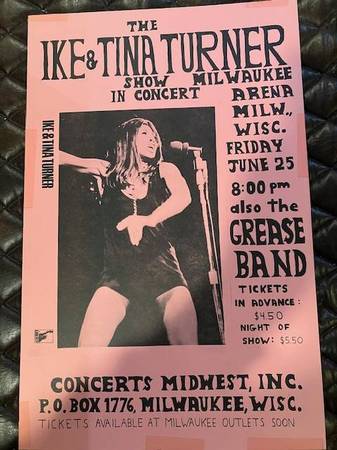 THE
IKE & TINA TURNER
SHOW MILWAUKEE
IN CONCERT ARENA
MILW.,
WISC.
FRIDAY
JUNE 25
8:00 pm
also the
GREASE
BAND
TICKETS
IN ADVANCE:
$4.50
NIGHT OF
SHOW: $5.50
IKE & TINA TURNER
CONCERTS MIDWEST, INC.
P.O. BOX 1776, MILWAUKEE, WISC.
TICKETS AVAILABLE AT MILWAUKEE OUTLETS SOON